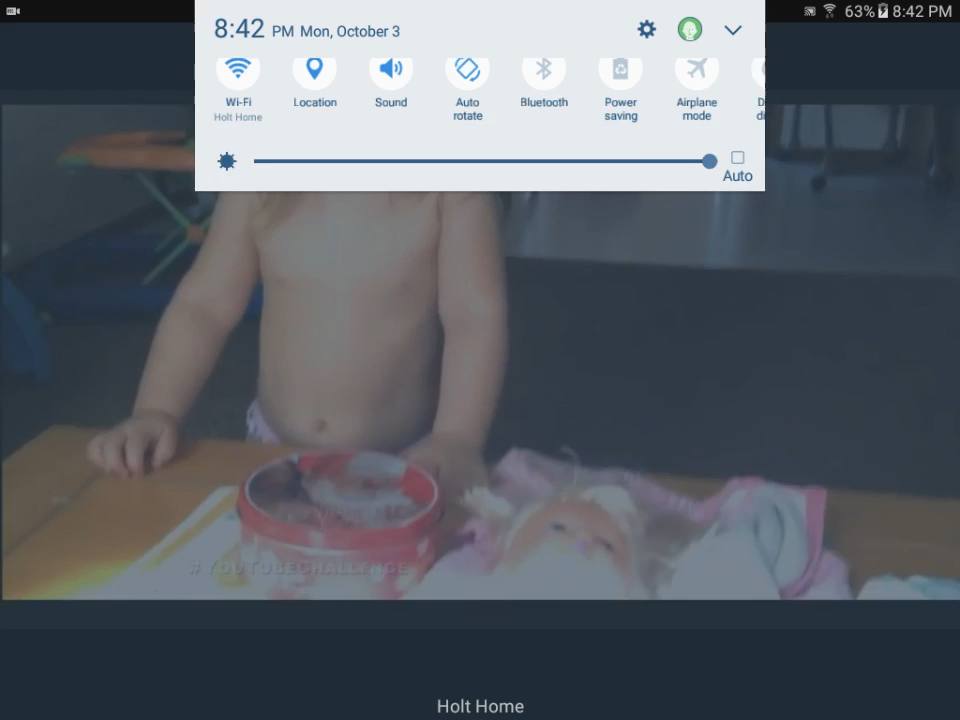 63% 8:42 PM
8:42 PM Mon, October 3
Wi-Fi
Holt Home
Location
Sound
Auto
rotate
Bluetooth
Power
saving
Airplane
mode
D
di
Auto
#YOUTUBECHALLENGE
Holt Home